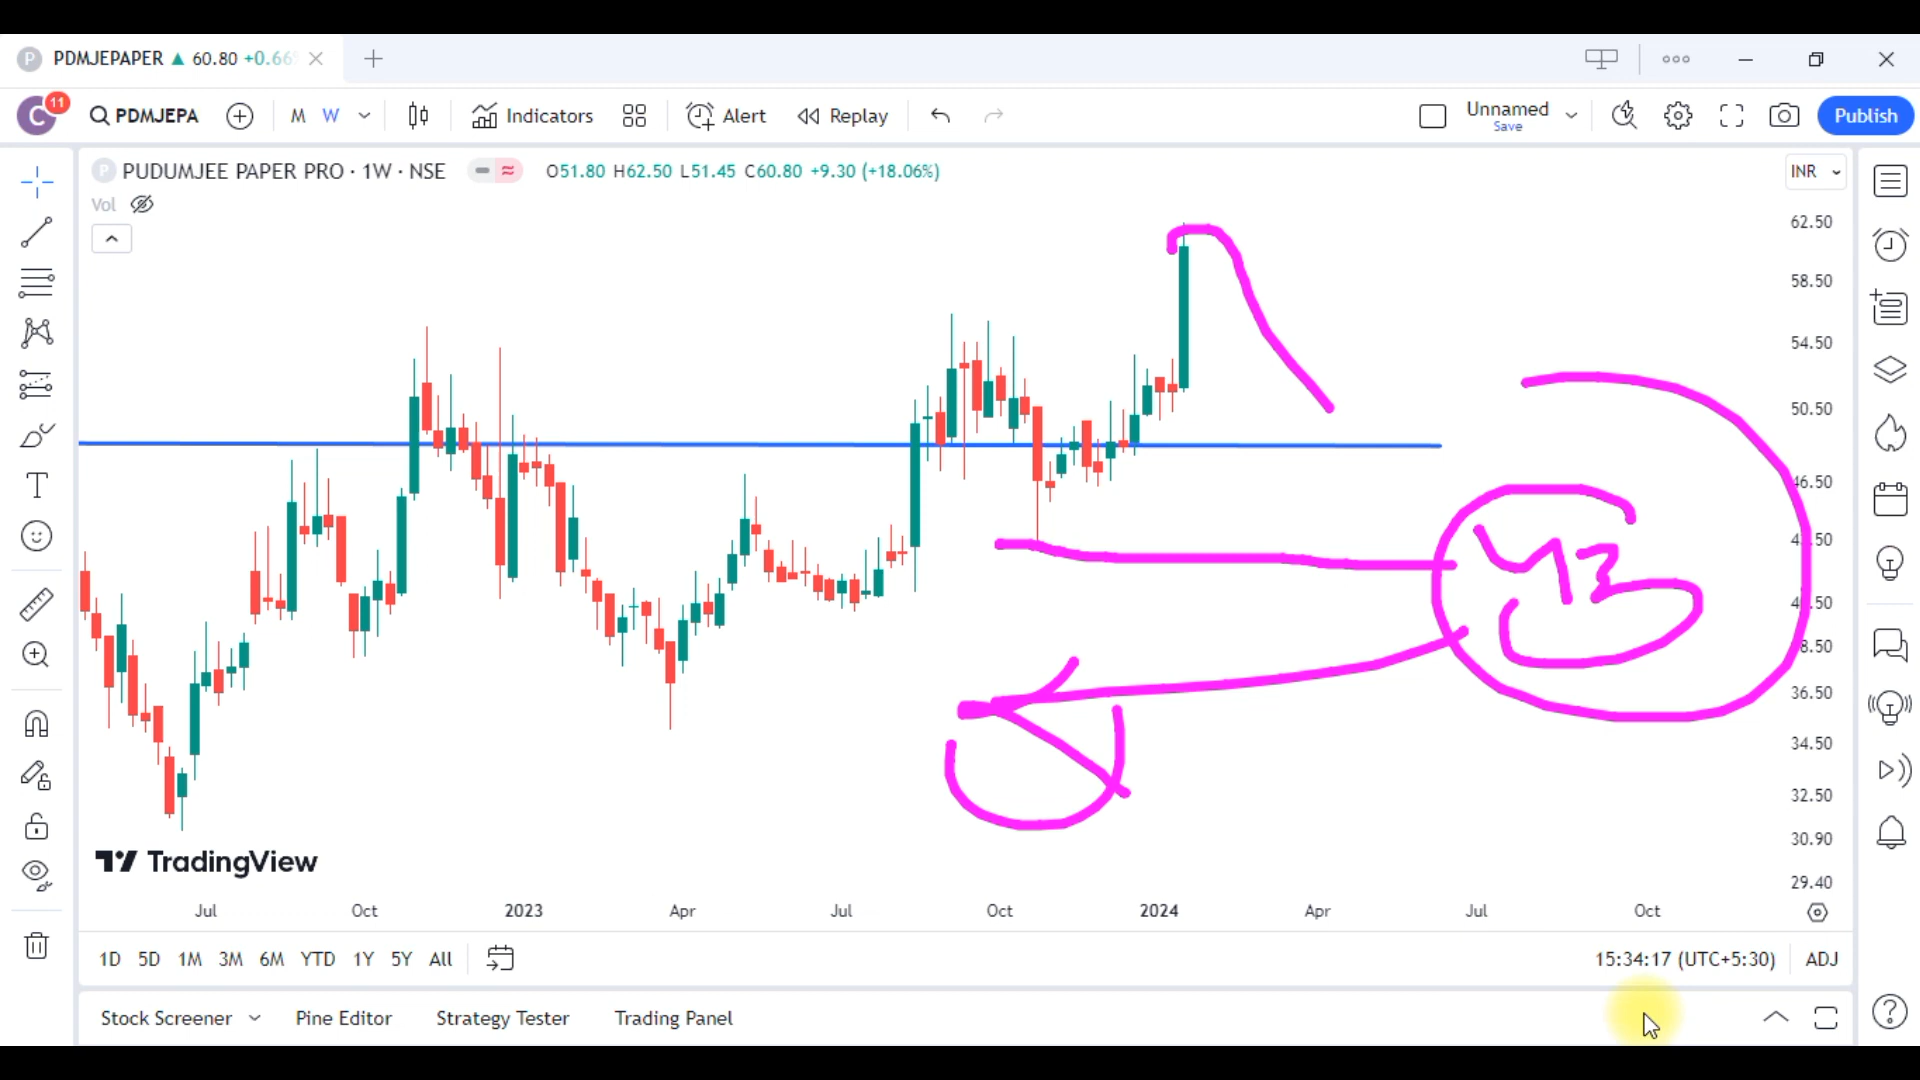 PDMJEPAPER ▲ 60.80 +0.66
C 11 PDMJEPA M W Indicators Alert Replay Unnamed Save Publish
P PUDUMJEE PAPER PRO · 1W · NSE O51.80 H62.50 L51.45 C60.80 +9.30 (+18.06%) INR
Vol
62.50
58.50
54.50
50.50
46.50
43
36.50
34.50
32.50
30.90
29.40
TradingView
Jul Oct 2023 Apr Jul Oct 2024 Apr Jul Oct
1D 5D 1M 3M 6M YTD 1Y 5Y All 15:34:17 (UTC+5:30) ADJ
Stock Screener Pine Editor Strategy Tester Trading Panel